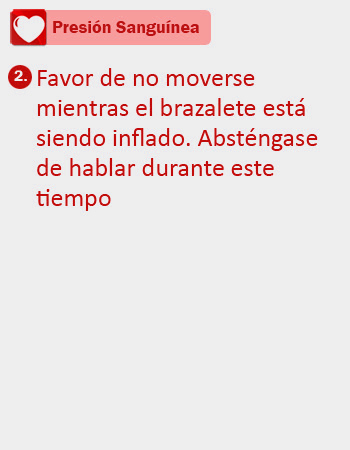 Presión Sanguínea
2. Favor de no moverse
mientras el brazalete está
siendo inflado. Absténgase
de hablar durante este
tiempo